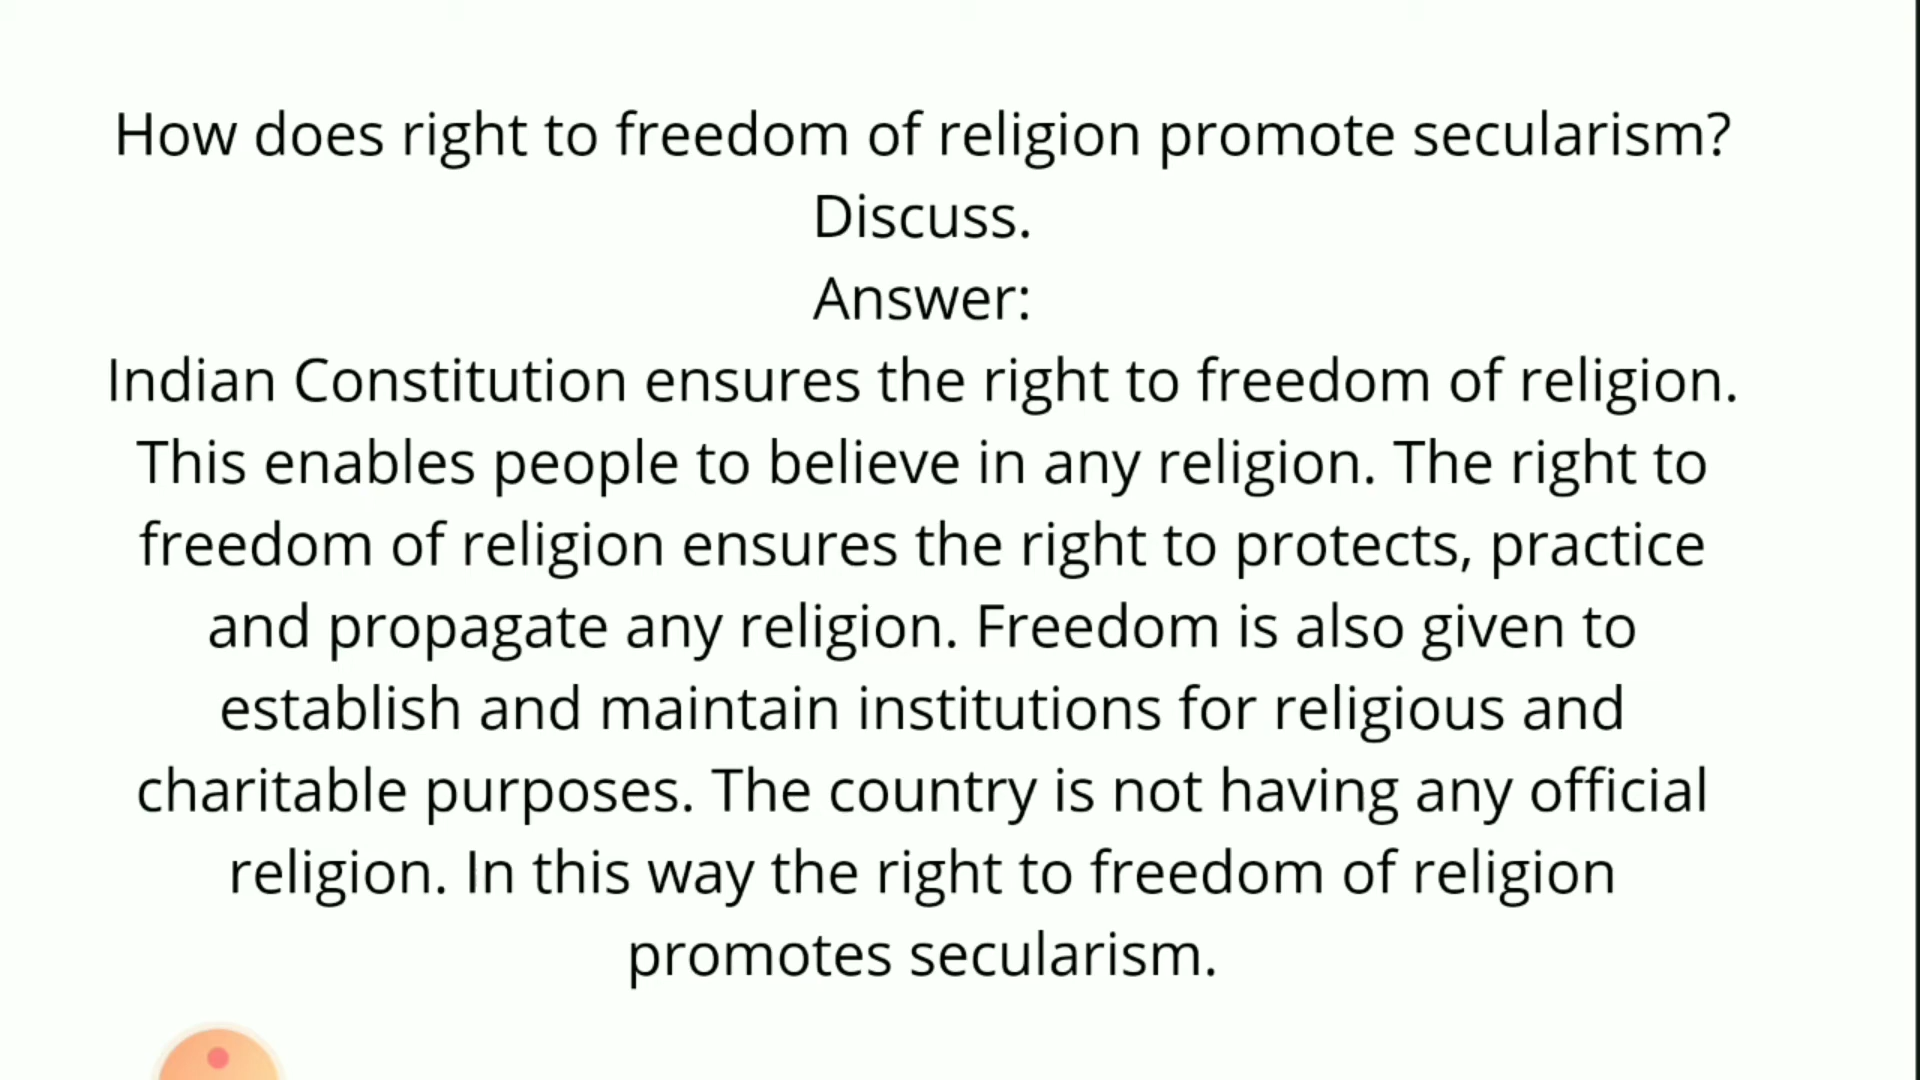 How does right to freedom of religion promote secularism?
Discuss.
Answer:
Indian Constitution ensures the right to freedom of religion.
This enables people to believe in any religion. The right to
freedom of religion ensures the right to protects, practice
and propagate any religion. Freedom is also given to
establish and maintain institutions for religious and
charitable purposes. The country is not having any official
religion. In this way the right to freedom of religion
promotes secularism.